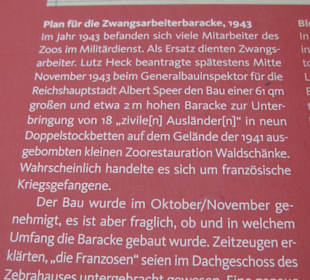 Plan für die Zwangsarbeiterbaracke, 1943
Im Jahr 1943 befanden sich viele Mitarbeiter des
Zoos im Militärdienst. Als Ersatz dienten Zwangs-
arbeiter. Lutz Heck beantragte spätestens Mitte
November 1943 beim Generalbauinspektor für die
Reichshauptstadt Albert Speer den Bau einer 61 qm
großen und etwa 2 m hohen Baracke zur Unter-
bringung von 18 „zivile[n] Ausländer[n]“ in neun
Doppelstockbetten auf dem Gelände der 1941 aus-
gebombten kleinen Zoorestauration Waldschänke.
Wahrscheinlich handelte es sich um französische
Kriegsgefangene.
Der Bau wurde im Oktober/November ge-
nehmigt, es ist aber fraglich, ob und in welchem
Umfang die Baracke gebaut wurde. Zeitzeugen er-
klärten, „die Franzosen“ seien im Dachgeschoss des
Zebrahauses untergebracht gewesen. Eine genaue